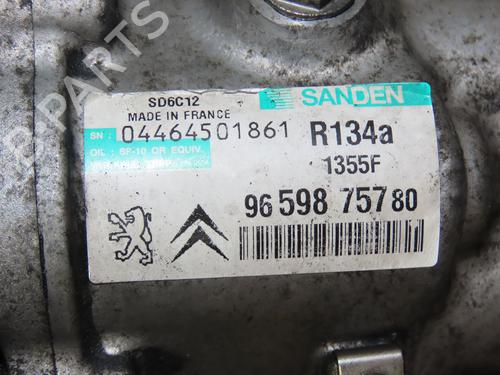 SD6C12
MADE IN FRANCE
SANDEN
SN : 04464501861
R134a
OIL : SP-10 OR EQUIV.
1355F
96 598 757 80